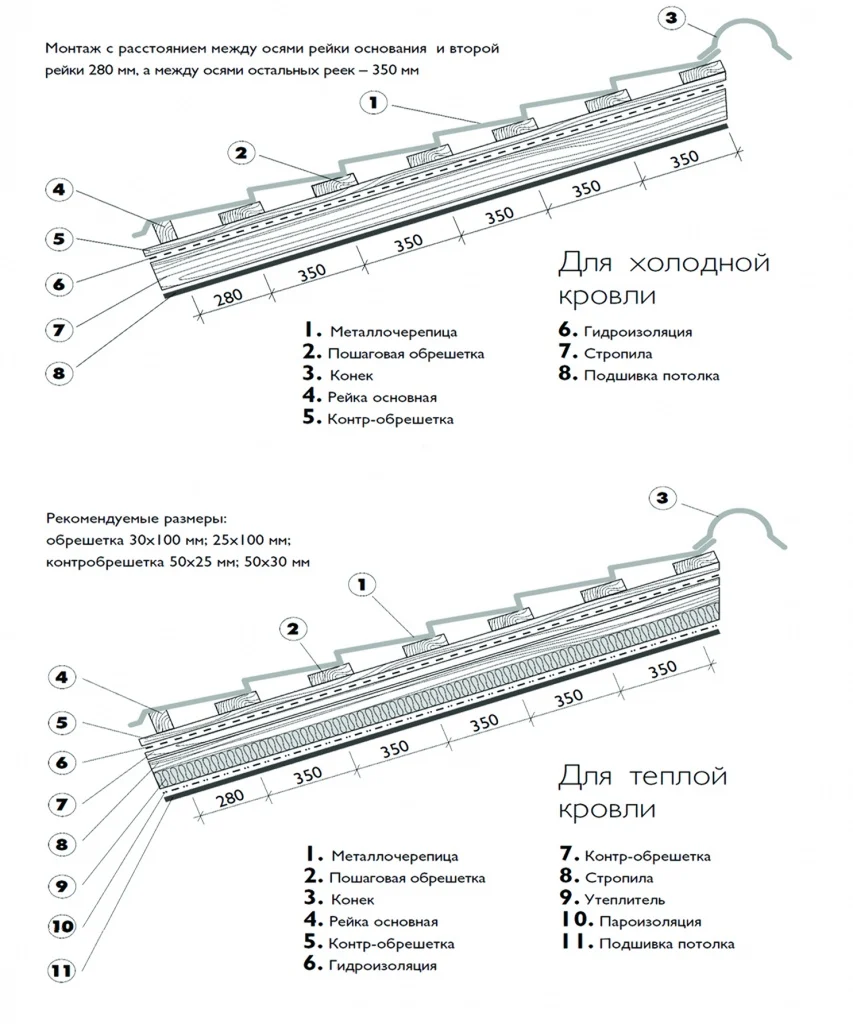 3
Монтаж с расстоянием между осями рейки основания и второй
рейки 280 мм, а между осями остальных реек – 350 мм
1
2
4
5
6
7
8
280
350
350
350
350
350
Для холодной
кровли
1. Металлочерепица
2. Пошаговая обрешетка
3. Конек
4. Рейка основная
5. Контр-обрешетка
6. Гидроизоляция
7. Стропила
8. Подшивка потолка
3
Рекомендуемые размеры:
обрешетка 30х100 мм; 25х100 мм;
контробрешетка 50х25 мм; 50х30 мм
1
2
4
5
6
7
8
9
10
11
280
350
350
350
350
350
Для теплой
кровли
1. Металлочерепица
2. Пошаговая обрешетка
3. Конек
4. Рейка основная
5. Контр-обрешетка
6. Гидроизоляция
7. Контр-обрешетка
8. Стропила
9. Утеплитель
10. Пароизоляция
11. Подшивка потолка